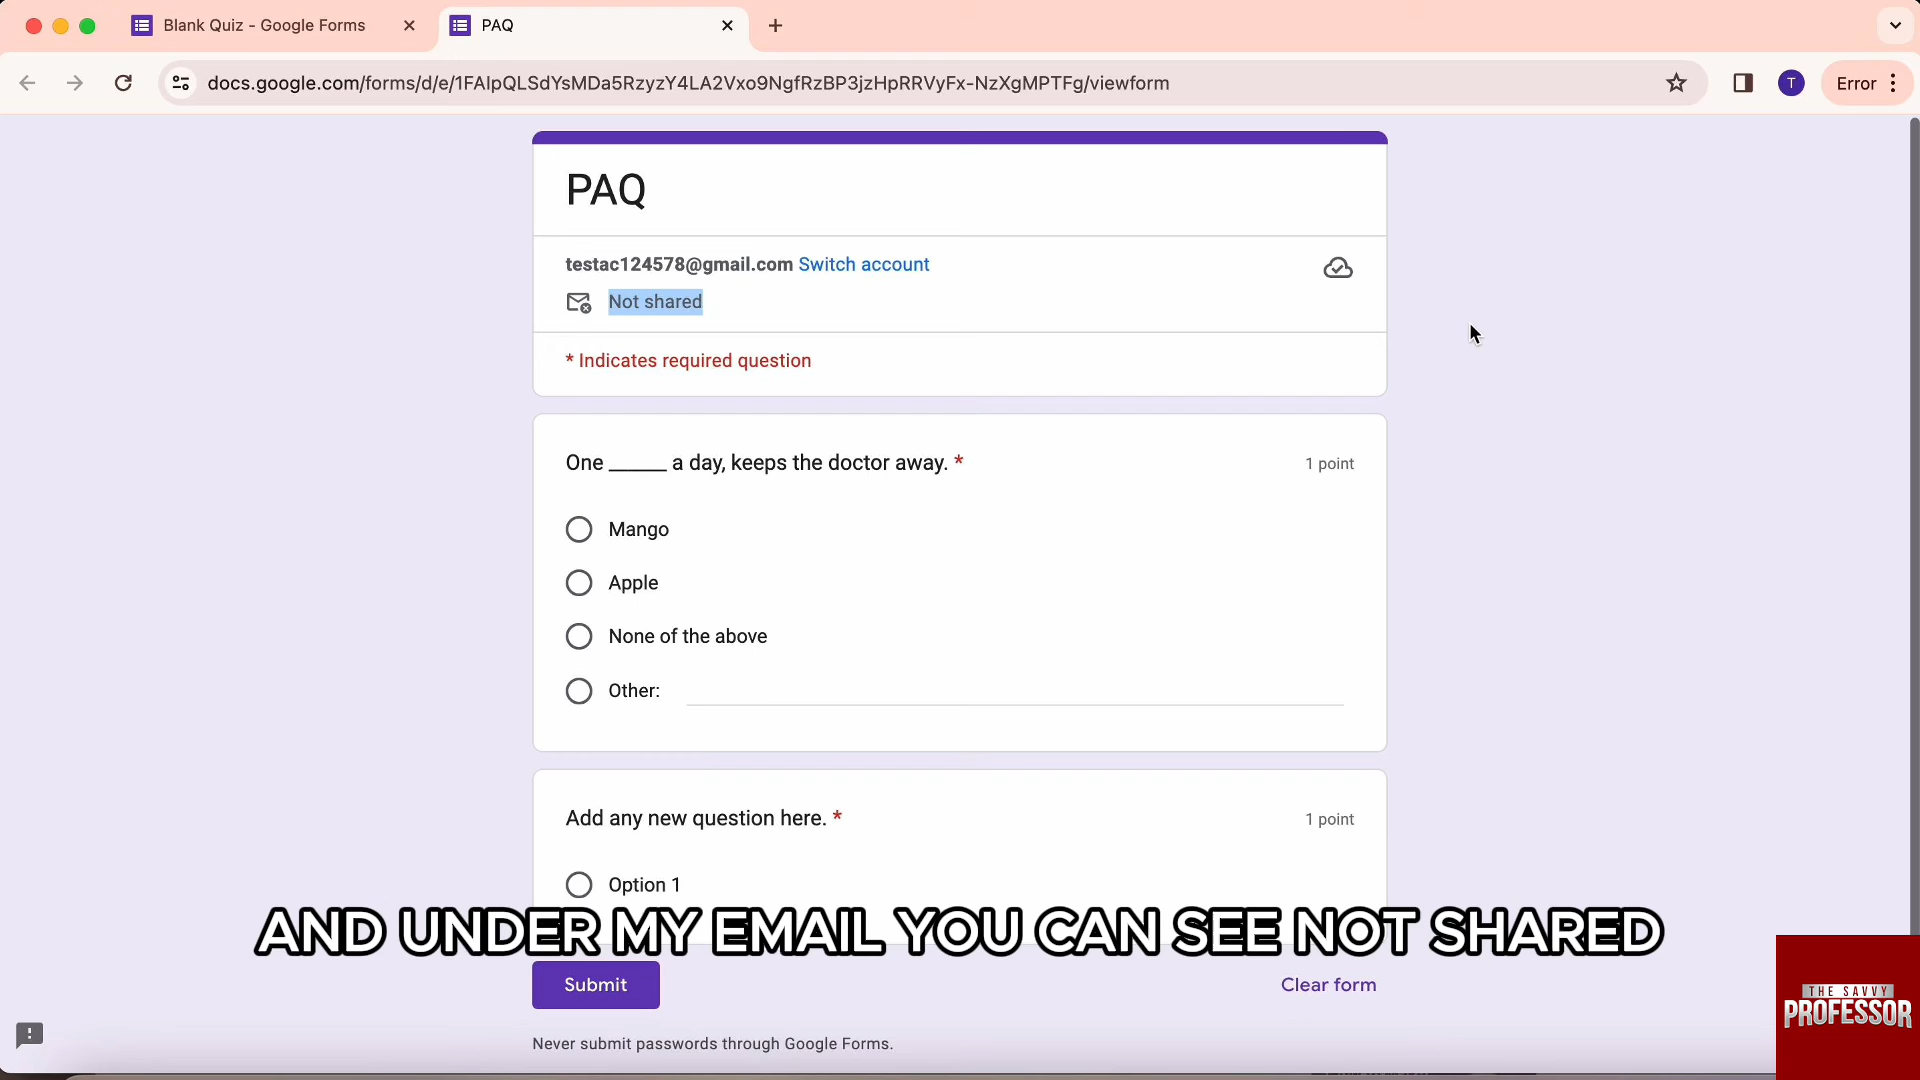 Blank Quiz - Google Forms
PAQ
docs.google.com/forms/d/e/1FAIpQLSdYsMDa5RzyzY4LA2Vxo9NgfRzBP3jzHpRRVyFx-NzXgMPTFg/viewform
T
Error
PAQ
testac124578@gmail.com Switch account
Not shared
* Indicates required question
One ______ a day, keeps the doctor away. *
1 point
Mango
Apple
None of the above
Other:
Add any new question here. *
1 point
Option 1
AND UNDER MY EMAIL YOU CAN SEE NOT SHARED
Submit
Clear form
Never submit passwords through Google Forms.
THE SAVVY
PROFESSOR